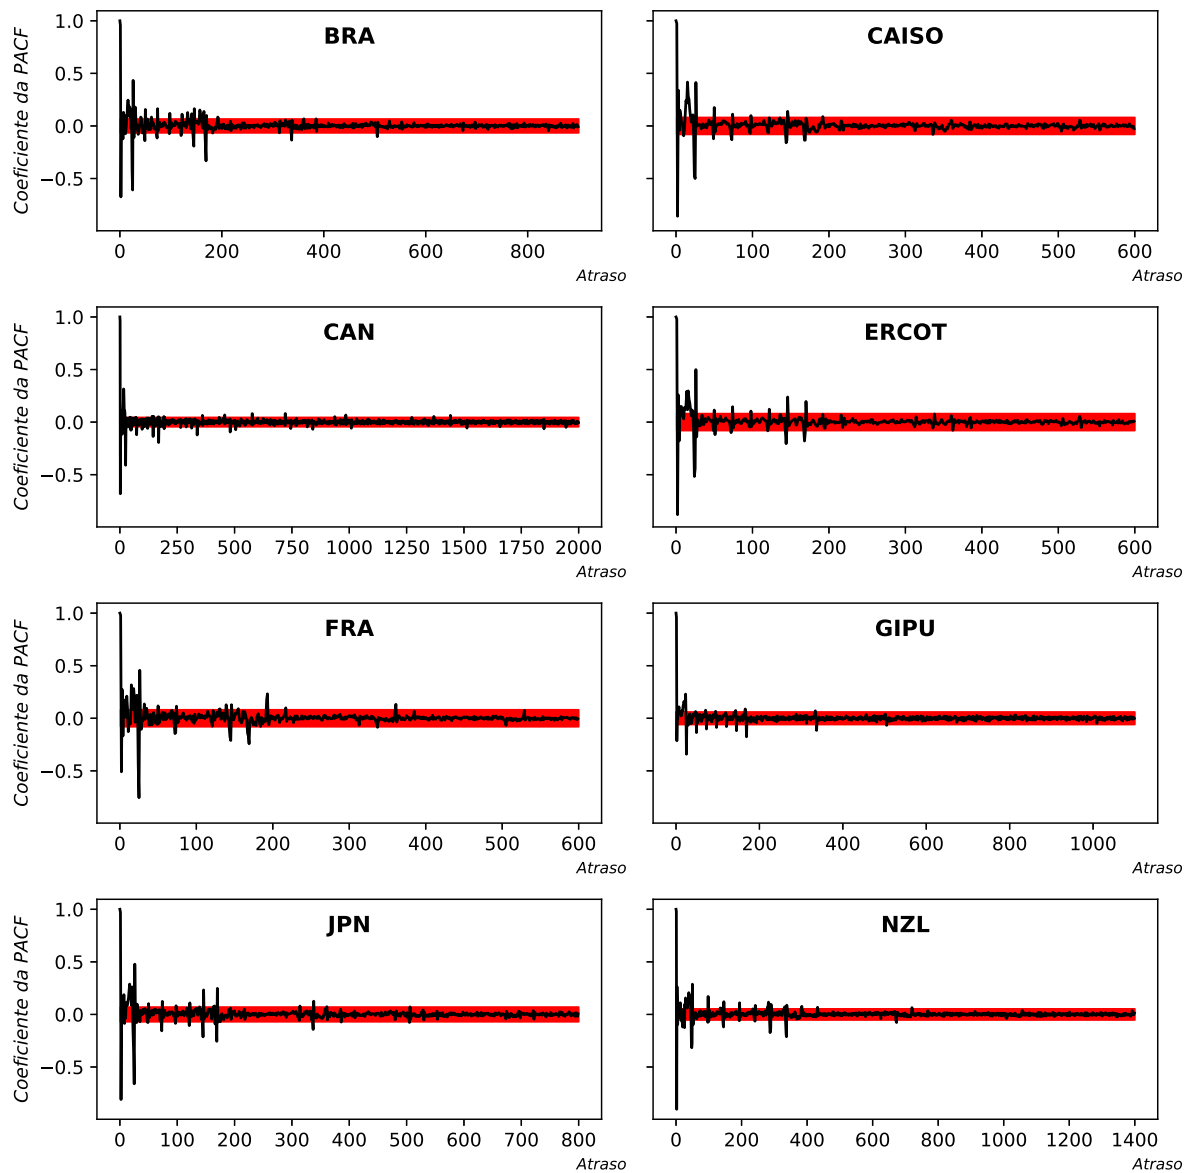 BRA
CAISO
Coeficiente da PACF
1.0
0.5
0.0
−0.5
0 200 400 600 800
0 100 200 300 400 500 600
Atraso
Atraso
CAN
ERCOT
Coeficiente da PACF
1.0
0.5
0.0
−0.5
0 250 500 750 1000 1250 1500 1750 2000
0 100 200 300 400 500 600
Atraso
Atraso
FRA
GIPU
Coeficiente da PACF
1.0
0.5
0.0
−0.5
0 100 200 300 400 500 600
0 200 400 600 800 1000
Atraso
Atraso
JPN
NZL
Coeficiente da PACF
1.0
0.5
0.0
−0.5
0 100 200 300 400 500 600 700 800
0 200 400 600 800 1000 1200 1400
Atraso
Atraso